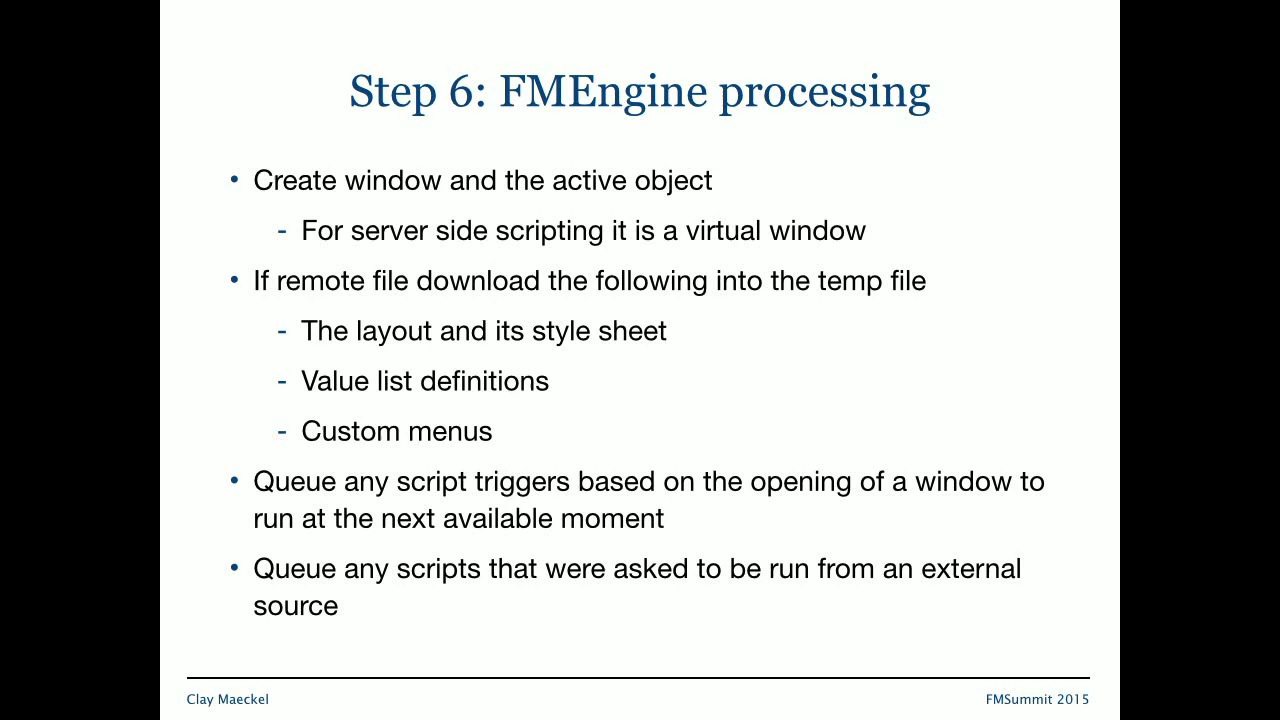 Step 6: FMEngine processing
• Create window and the active object
- For server side scripting it is a virtual window
• If remote file download the following into the temp file
- The layout and its style sheet
- Value list definitions
- Custom menus
• Queue any script triggers based on the opening of a window to
run at the next available moment
• Queue any scripts that were asked to be run from an external
source
Clay Maeckel
FMSummit 2015